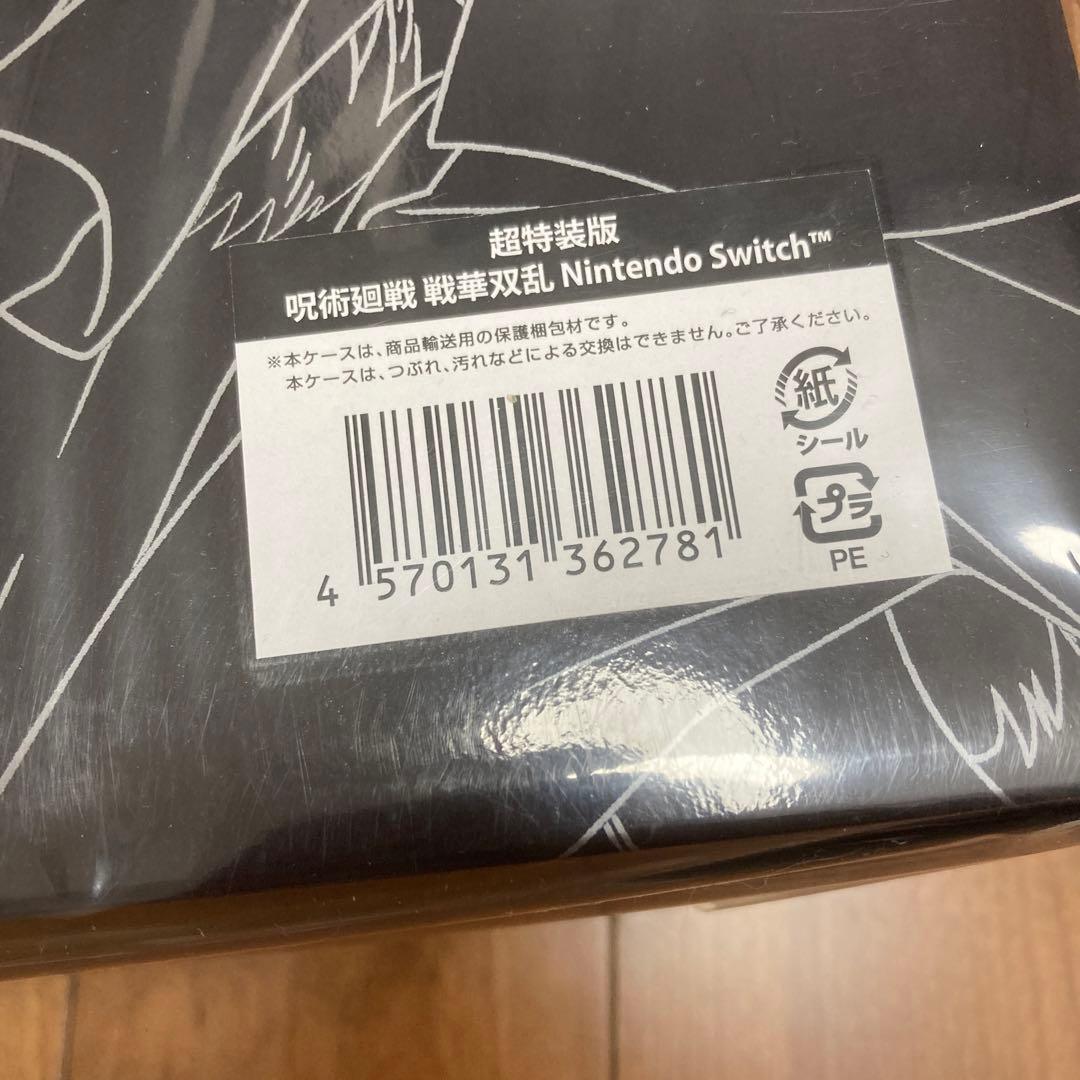 超特装版
呪術廻戦 戦華双乱 Nintendo Switch™
※本ケースは、商品輸送用の保護梱包材です。
本ケースは、つぶれ、汚れなどによる交換はできません。ご了承ください。
紙
シール
プラ
PE
4 570131 362781